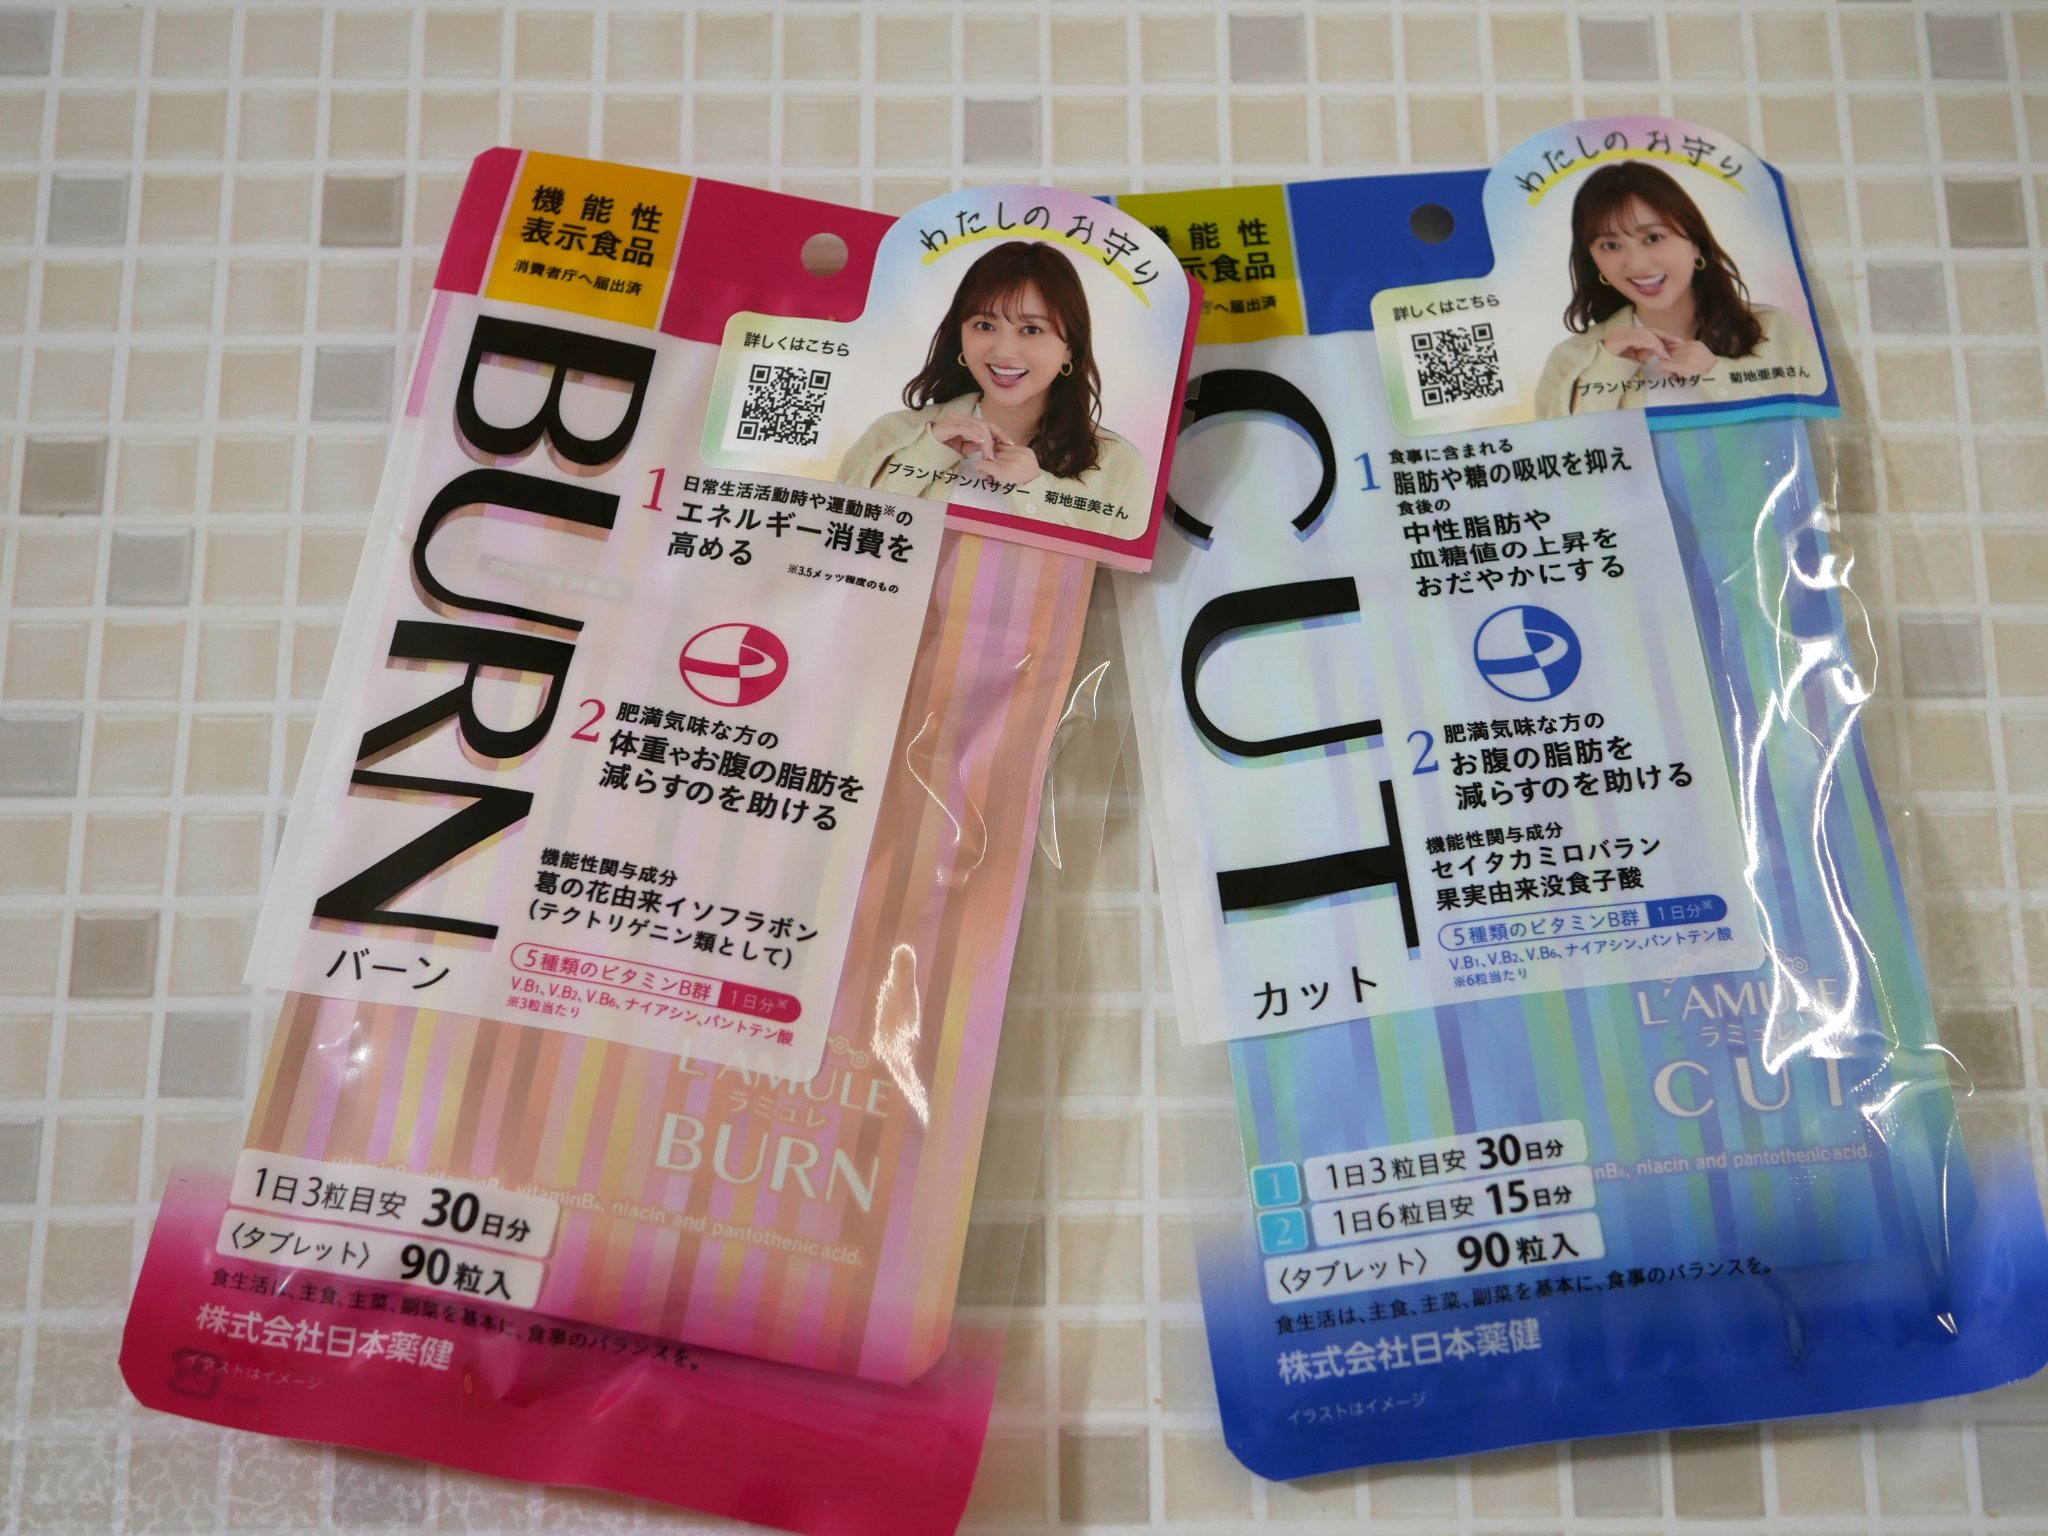 機能性
表示食品
消費者庁へ届出済
わたしのお守り
詳しくはこちら
ブランドアンバサダー 菊地亜美さん
BURN
バーン
1 日常生活活動時や運動時※の
エネルギー消費を
高める
※3.5メッツ程度のもの
2 肥満気味な方の
体重やお腹の脂肪を
減らすのを助ける
機能性関与成分
葛の花由来イソフラボン
(テクトリゲニン類として)
5種類のビタミンB群 1日分※
V.B1、V.B2、V.B6、ナイアシン、パントテン酸
※3粒当たり
L'AMULE
ラミュレ
BURN
vitaminB6, niacin and pantothenic acid.
1日3粒目安 30日分
〈タブレット〉 90粒入
食生活は、主食、主菜、副菜を基本に、食事のバランスを。
株式会社日本薬健
イラストはイメージ
能性
示食品
へ届出済
わたしのお守り
詳しくはこちら
ブランドアンバサダー 菊地亜美さん
CUT
カット
1 食事に含まれる
脂肪や糖の吸収を抑え
食後の
中性脂肪や
血糖値の上昇を
おだやかにする
2 肥満気味な方の
お腹の脂肪を
減らすのを助ける
機能性関与成分
セイタカミロバラン
果実由来没食子酸
5種類のビタミンB群 1日分※
V.B1、V.B2、V.B6、ナイアシン、パントテン酸
※6粒当たり
L'AMULE
ラミュレ
CUT
inB6, niacin and pantothenic acid.
1 1日3粒目安 30日分
2 1日6粒目安 15日分
〈タブレット〉 90粒入
食生活は、主食、主菜、副菜を基本に、食事のバランスを。
株式会社日本薬健
イラストはイメージ